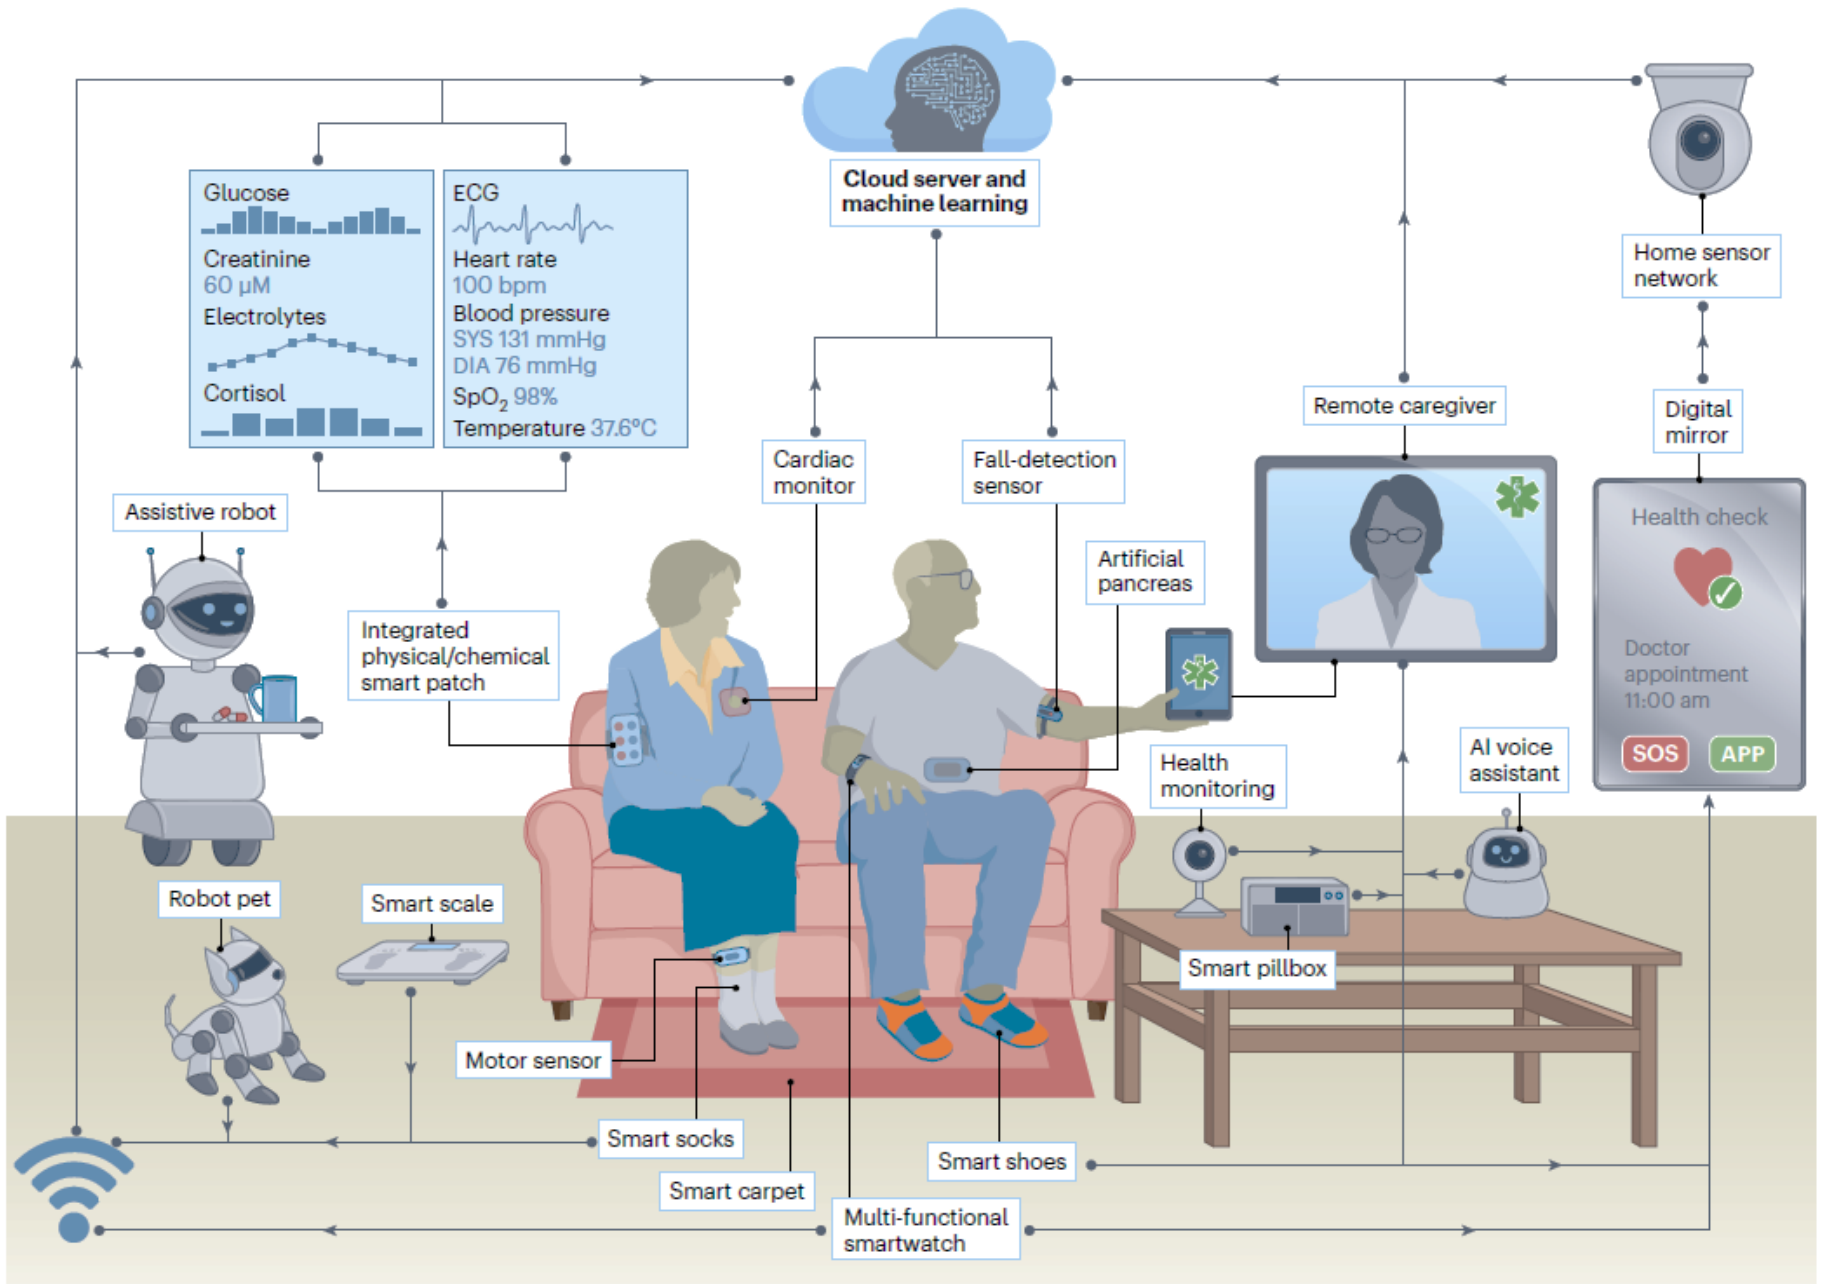 Cloud server and
machine learning
Glucose
Creatinine
60 µM
Electrolytes
Cortisol
ECG
Heart rate
100 bpm
Blood pressure
SYS 131 mmHg
DIA 76 mmHg
SpO₂ 98%
Temperature 37.6°C
Home sensor
network
Remote caregiver
Digital
mirror
Cardiac
monitor
Fall-detection
sensor
Assistive robot
Artificial
pancreas
Health check
Doctor
appointment
11:00 am
SOS
APP
Integrated
physical/chemical
smart patch
Health
monitoring
AI voice
assistant
Robot pet
Smart scale
Smart pillbox
Motor sensor
Smart socks
Smart shoes
Smart carpet
Multi-functional
smartwatch